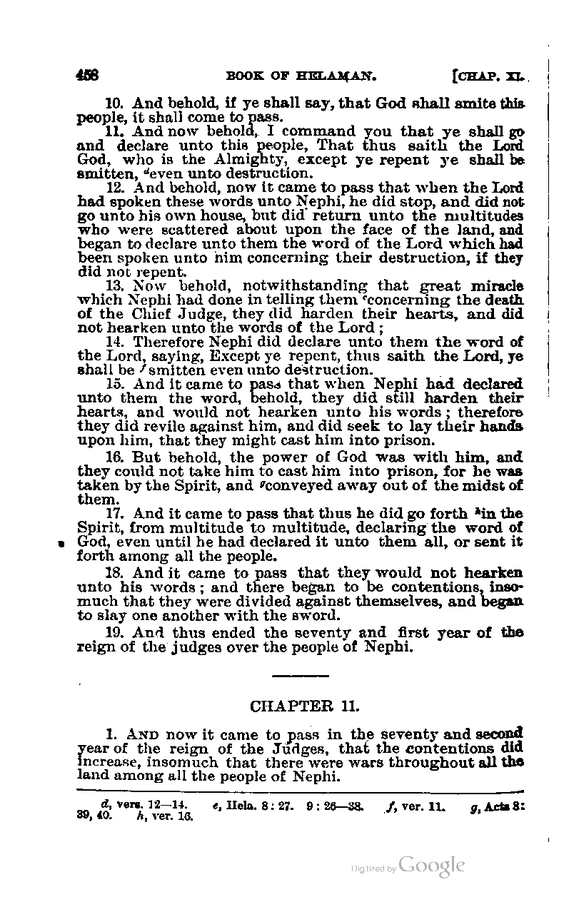 458 BOOK OF HELAMAN. [CHAP. XI.
10. And behold, if ye shall say, that God shall smite this
people, it shall come to pass.
11. And now behold, I command you that ye shall go
and declare unto this people, That thus saith the Lord
God, who is the Almighty, except ye repent ye shall be
smitten, ᵈeven unto destruction.
12. And behold, now it came to pass that when the Lord
had spoken these words unto Nephi, he did stop, and did not
go unto his own house, but did return unto the multitudes
who were scattered about upon the face of the land, and
began to declare unto them the word of the Lord which had
been spoken unto him concerning their destruction, if they
did not repent.
13. Now behold, notwithstanding that great miracle
which Nephi had done in telling them ᵉconcerning the death
of the Chief Judge, they did harden their hearts, and did
not hearken unto the words of the Lord;
14. Therefore Nephi did declare unto them the word of
the Lord, saying, Except ye repent, thus saith the Lord, ye
shall be ᶠsmitten even unto destruction.
15. And it came to pass that when Nephi had declared
unto them the word, behold, they did still harden their
hearts, and would not hearken unto his words; therefore
they did revile against him, and did seek to lay their hands
upon him, that they might cast him into prison.
16. But behold, the power of God was with him, and
they could not take him to cast him into prison, for he was
taken by the Spirit, and ᵍconveyed away out of the midst of
them.
17. And it came to pass that thus he did go forth ʰin the
Spirit, from multitude to multitude, declaring the word of
God, even until he had declared it unto them all, or sent it
forth among all the people.
18. And it came to pass that they would not hearken
unto his words; and there began to be contentions, inso-
much that they were divided against themselves, and began
to slay one another with the sword.
19. And thus ended the seventy and first year of the
reign of the judges over the people of Nephi.
CHAPTER 11.
1. AND now it came to pass in the seventy and second
year of the reign of the Judges, that the contentions did
increase, insomuch that there were wars throughout all the
land among all the people of Nephi.
d, vers. 12—14. e, Hela. 8: 27. 9: 26—38. f, ver. 11. g, Acts 8:
39, 40. h, ver. 16.
Digitized by Google